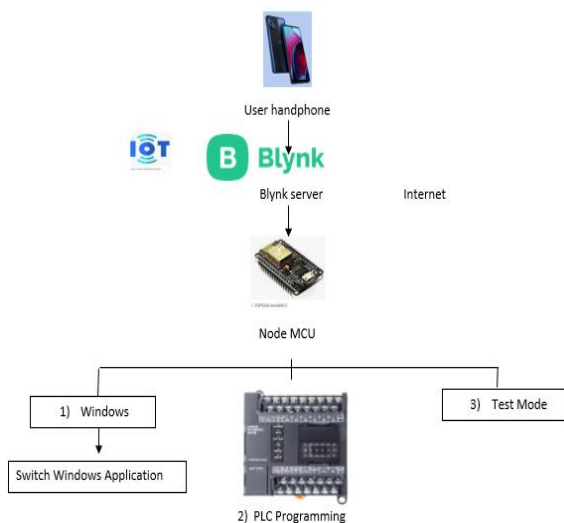 User handphone
IOT
B Blynk
Blynk server
Internet
Node MCU
1) Windows
3) Test Mode
Switch Windows Application
2) PLC Programming